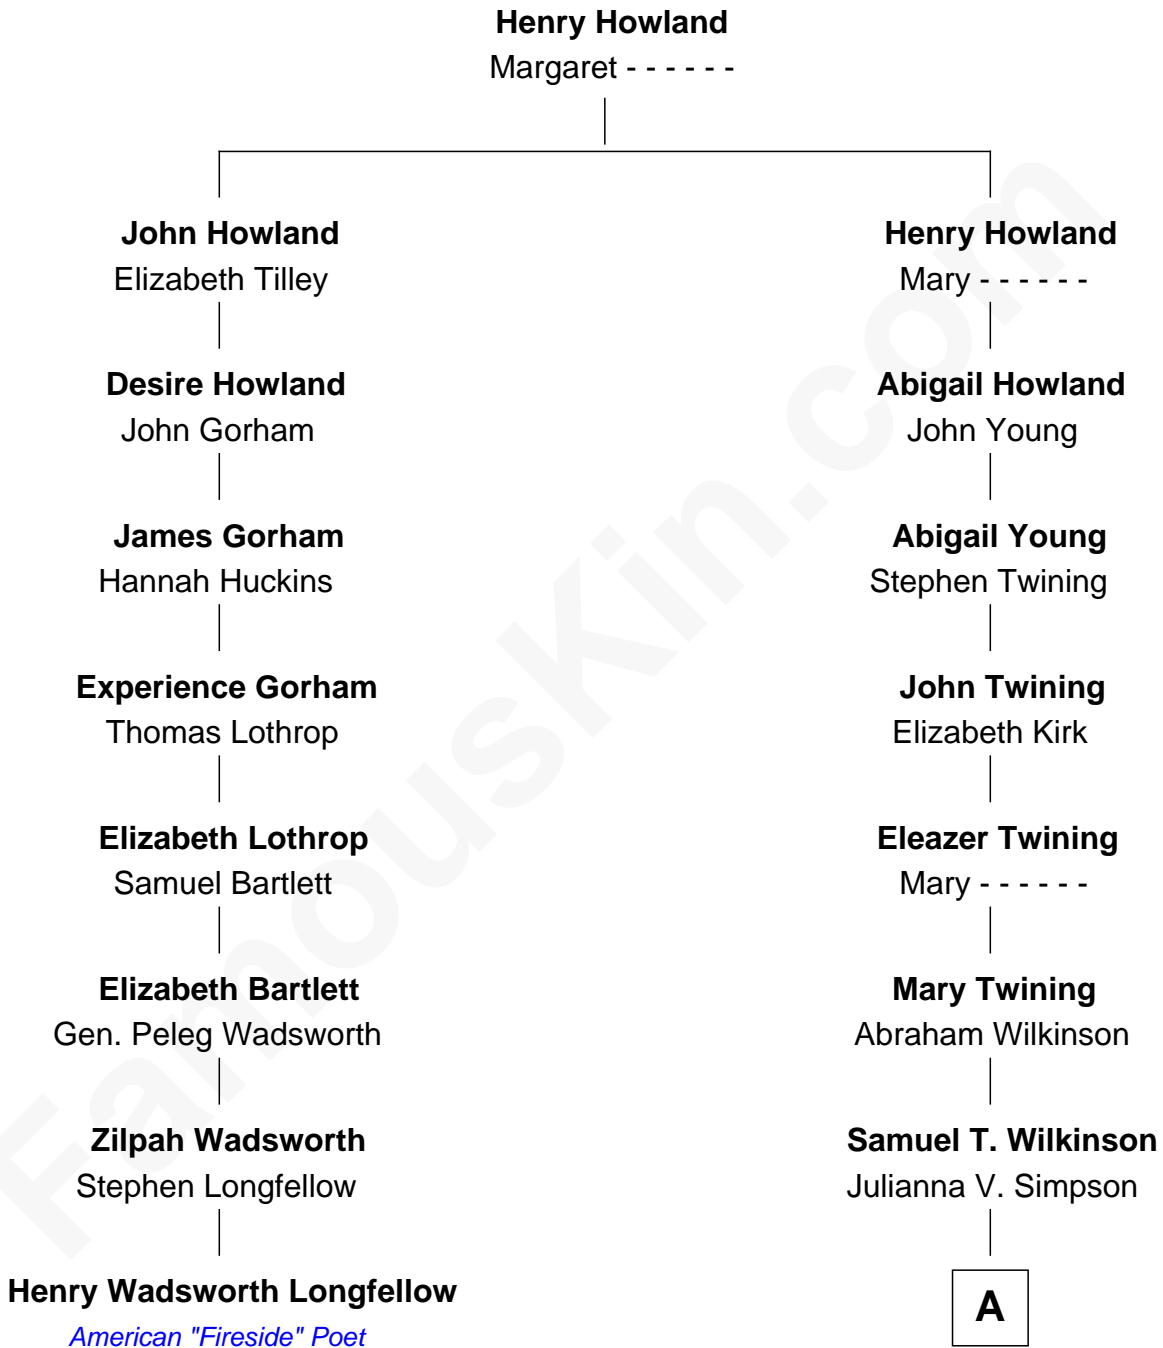 Henry Howland
Margaret - - - - - -
John Howland
Elizabeth Tilley
Henry Howland
Mary - - - - - -
Desire Howland
John Gorham
Abigail Howland
John Young
James Gorham
Hannah Huckins
Abigail Young
Stephen Twining
Experience Gorham
Thomas Lothrop
John Twining
Elizabeth Kirk
Elizabeth Lothrop
Samuel Bartlett
Eleazer Twining
Mary - - - - - -
Elizabeth Bartlett
Gen. Peleg Wadsworth
Mary Twining
Abraham Wilkinson
Zilpah Wadsworth
Stephen Longfellow
Samuel T. Wilkinson
Julianna V. Simpson
Henry Wadsworth Longfellow
American "Fireside" Poet
A
FamousKin.com